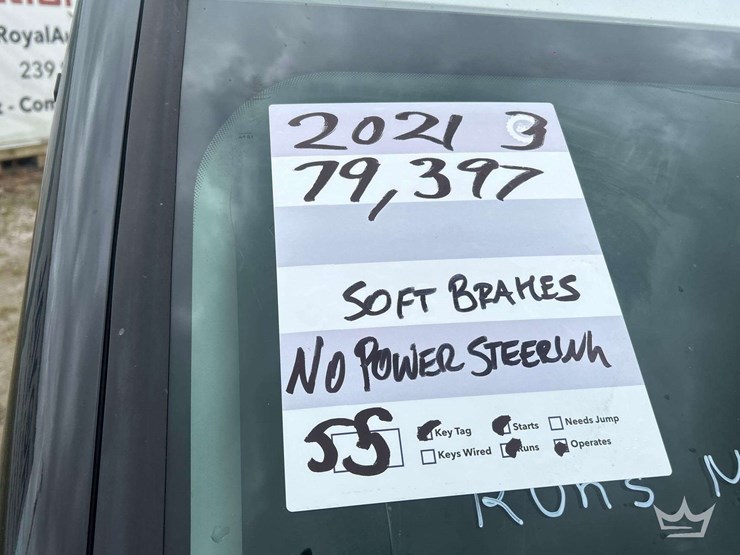 RoyalAu
239.
- Com
2021 3
79,397
SOFT BRAKES
NO POWER STEERING
55
Key Tag
Starts
Needs Jump
Keys Wired
Runs
Operates
RUNS